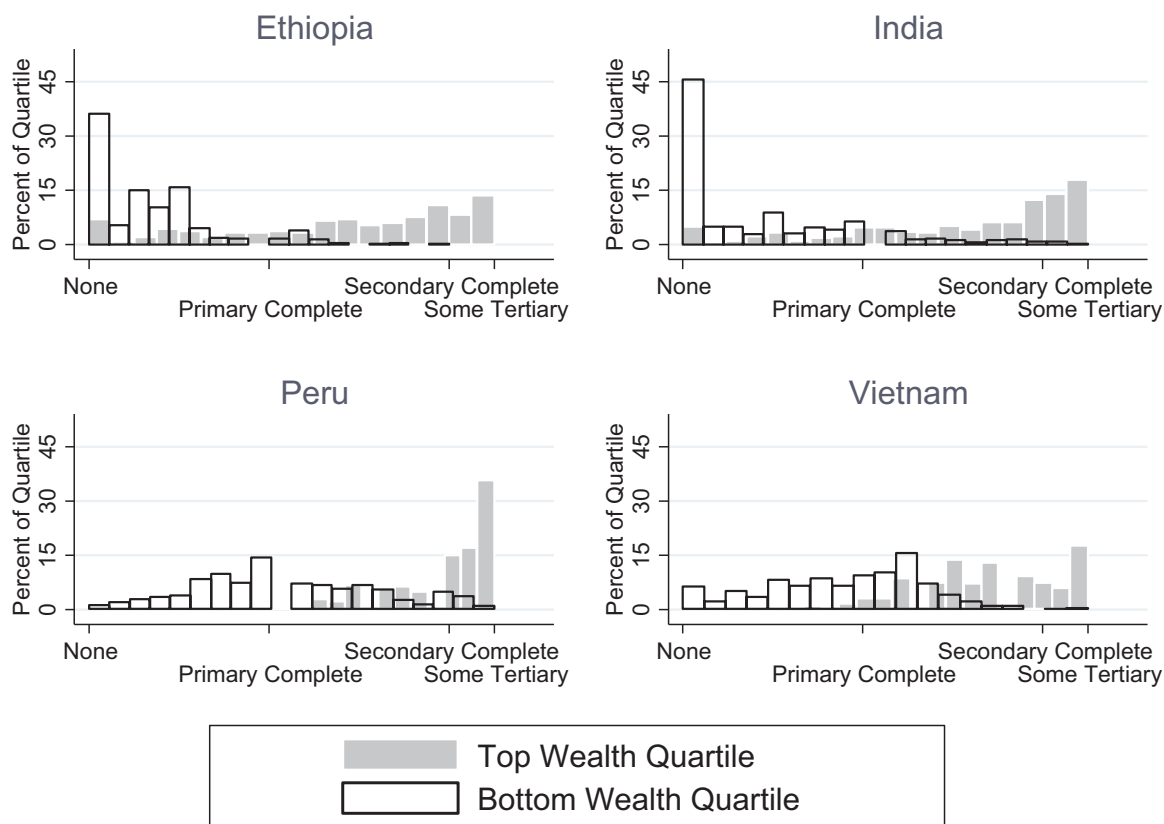 Ethiopia
Percent of Quartile
45
30
15
0
None
Primary Complete
Secondary Complete
Some Tertiary
India
Percent of Quartile
45
30
15
0
None
Primary Complete
Secondary Complete
Some Tertiary
Peru
Percent of Quartile
45
30
15
0
None
Primary Complete
Secondary Complete
Some Tertiary
Vietnam
Percent of Quartile
45
30
15
0
None
Primary Complete
Secondary Complete
Some Tertiary
Top Wealth Quartile
Bottom Wealth Quartile